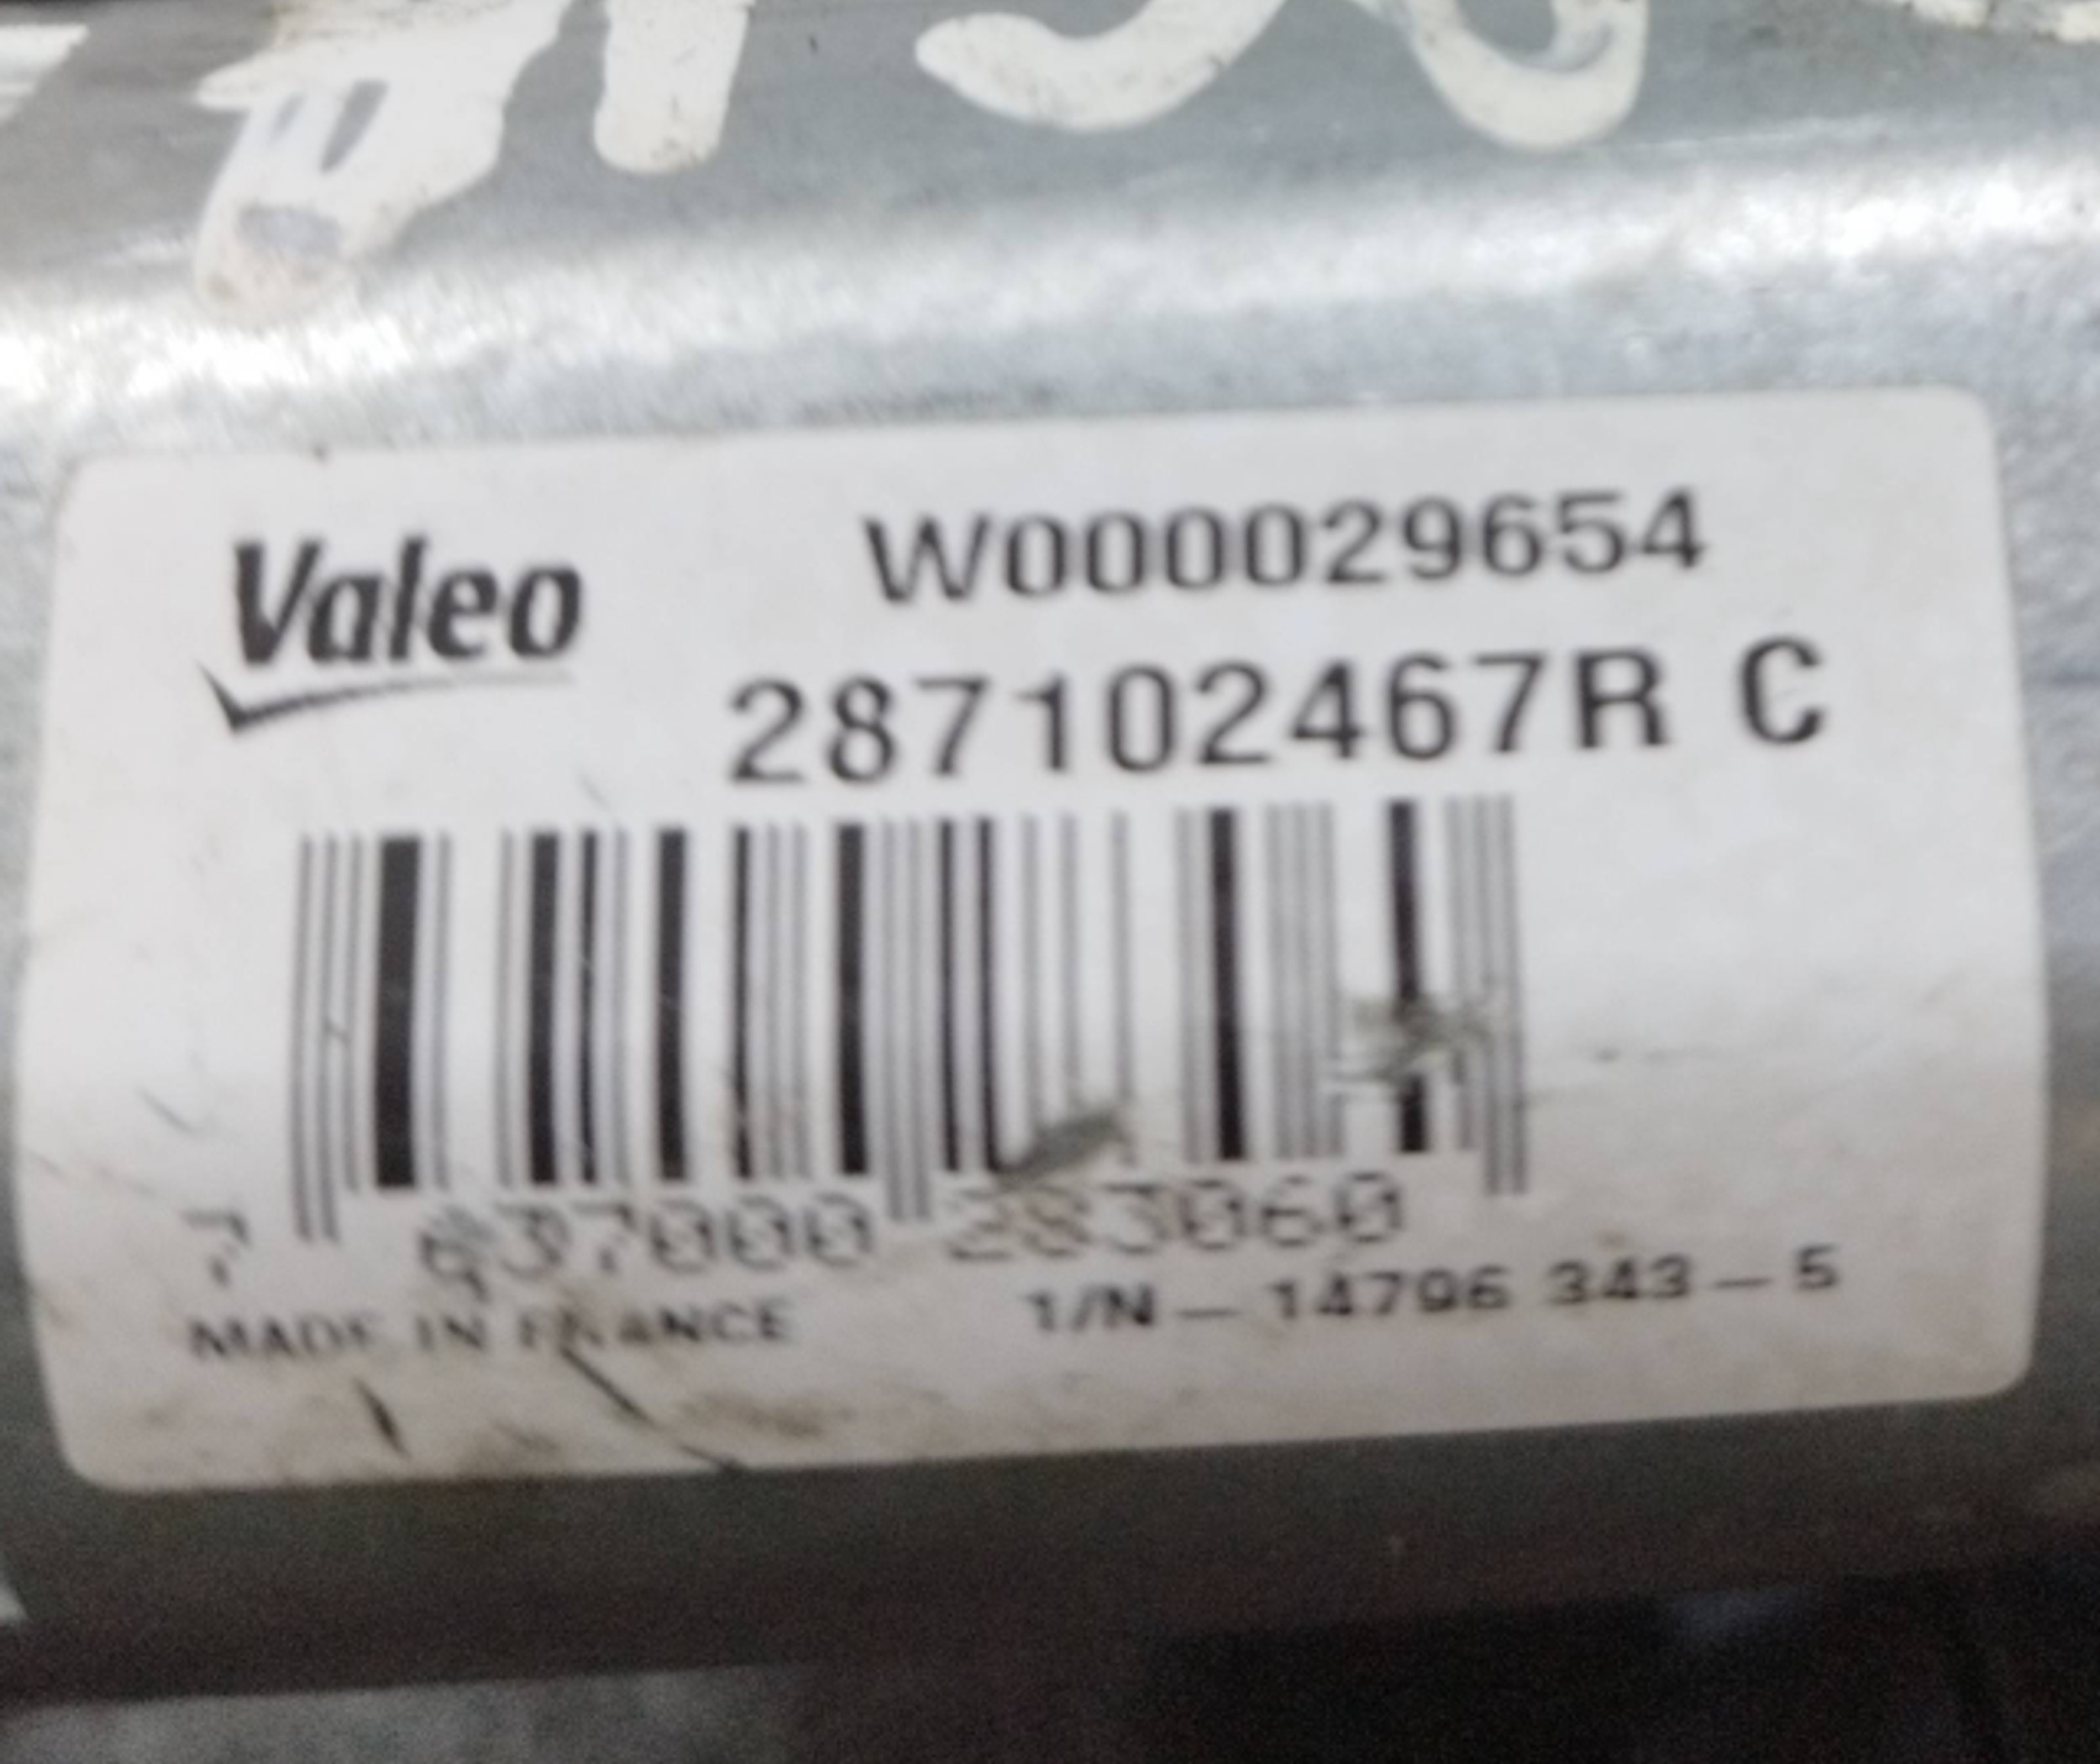 Valeo
W000029654
287102467R C
7 637000 283060
MADE IN FRANCE
1/N - 14796 343 - 5